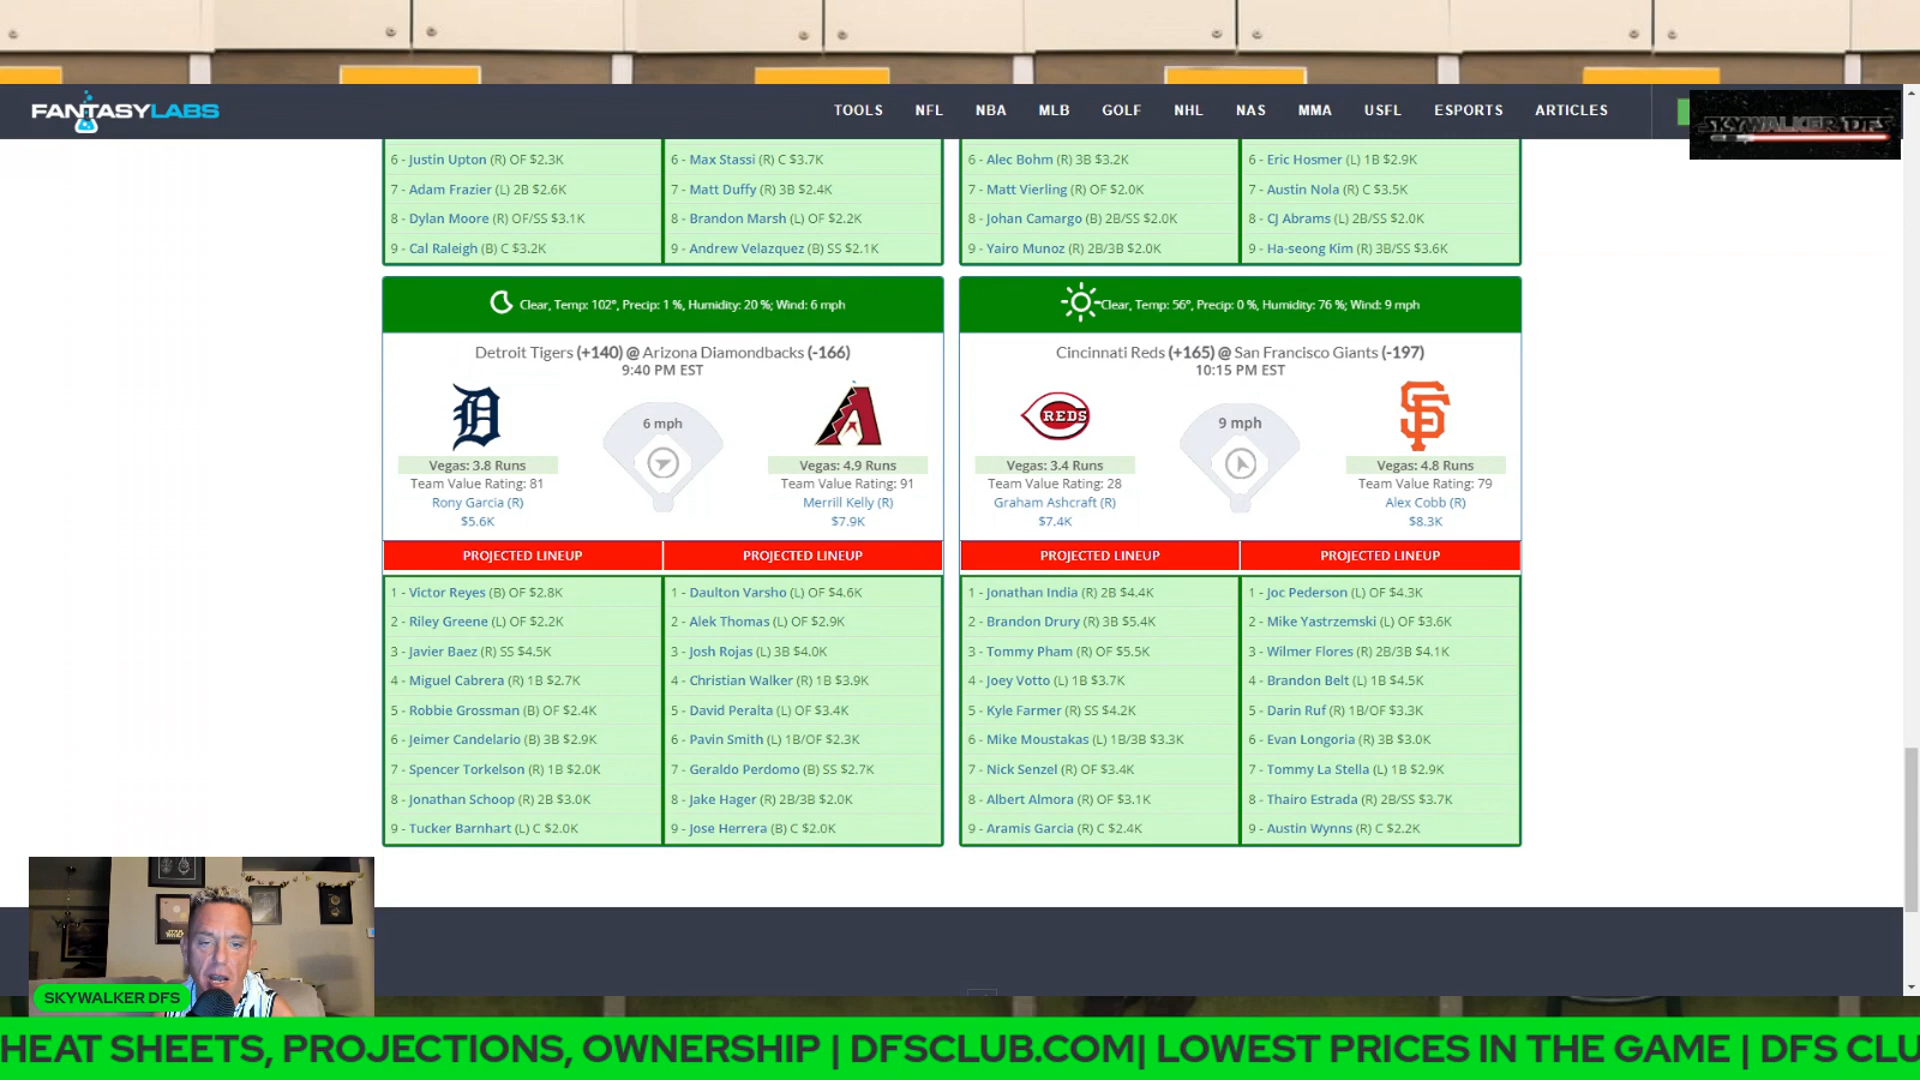 FANTASYLABS
TOOLS NFL NBA MLB GOLF NHL NAS MMA USFL ESPORTS ARTICLES
SKYWALKER DFS
6 - Justin Upton (R) OF $2.3K
7 - Adam Frazier (L) 2B $2.6K
8 - Dylan Moore (R) OF/SS $3.1K
9 - Cal Raleigh (B) C $3.2K
6 - Max Stassi (R) C $3.7K
7 - Matt Duffy (R) 3B $2.4K
8 - Brandon Marsh (L) OF $2.2K
9 - Andrew Velazquez (B) SS $2.1K
6 - Alec Bohm (R) 3B $3.2K
7 - Matt Vierling (R) OF $2.0K
8 - Johan Camargo (B) 2B/SS $2.0K
9 - Yairo Munoz (R) 2B/3B $2.0K
6 - Eric Hosmer (L) 1B $2.9K
7 - Austin Nola (R) C $3.5K
8 - CJ Abrams (L) 2B/SS $2.0K
9 - Ha-seong Kim (R) 3B/SS $3.6K
Clear, Temp: 102°, Precip: 1 %, Humidity: 20 %; Wind: 6 mph
Detroit Tigers (+140) @ Arizona Diamondbacks (-166)
9:40 PM EST
6 mph
Vegas: 3.8 Runs
Team Value Rating: 81
Rony Garcia (R)
$5.6K
Vegas: 4.9 Runs
Team Value Rating: 91
Merrill Kelly (R)
$7.9K
PROJECTED LINEUP
1 - Victor Reyes (B) OF $2.8K
2 - Riley Greene (L) OF $2.2K
3 - Javier Baez (R) SS $4.5K
4 - Miguel Cabrera (R) 1B $2.7K
5 - Robbie Grossman (B) OF $2.4K
6 - Jeimer Candelario (B) 3B $2.9K
7 - Spencer Torkelson (R) 1B $2.0K
8 - Jonathan Schoop (R) 2B $3.0K
9 - Tucker Barnhart (L) C $2.0K
PROJECTED LINEUP
1 - Daulton Varsho (L) OF $4.6K
2 - Alek Thomas (L) OF $2.9K
3 - Josh Rojas (L) 3B $4.0K
4 - Christian Walker (R) 1B $3.9K
5 - David Peralta (L) OF $3.4K
6 - Pavin Smith (L) 1B/OF $2.3K
7 - Geraldo Perdomo (B) SS $2.7K
8 - Jake Hager (R) 2B/3B $2.0K
9 - Jose Herrera (B) C $2.0K
Clear, Temp: 56°, Precip: 0 %, Humidity: 76 %; Wind: 9 mph
Cincinnati Reds (+165) @ San Francisco Giants (-197)
10:15 PM EST
REDS
9 mph
SF
Vegas: 3.4 Runs
Team Value Rating: 28
Graham Ashcraft (R)
$7.4K
Vegas: 4.8 Runs
Team Value Rating: 79
Alex Cobb (R)
$8.3K
PROJECTED LINEUP
1 - Jonathan India (R) 2B $4.4K
2 - Brandon Drury (R) 3B $5.4K
3 - Tommy Pham (R) OF $5.5K
4 - Joey Votto (L) 1B $3.7K
5 - Kyle Farmer (R) SS $4.2K
6 - Mike Moustakas (L) 1B/3B $3.3K
7 - Nick Senzel (R) OF $3.4K
8 - Albert Almora (R) OF $3.1K
9 - Aramis Garcia (R) C $2.4K
PROJECTED LINEUP
1 - Joc Pederson (L) OF $4.3K
2 - Mike Yastrzemski (L) OF $3.6K
3 - Wilmer Flores (R) 2B/3B $4.1K
4 - Brandon Belt (L) 1B $4.5K
5 - Darin Ruf (R) 1B/OF $3.3K
6 - Evan Longoria (R) 3B $3.0K
7 - Tommy La Stella (L) 1B $2.9K
8 - Thairo Estrada (R) 2B/SS $3.7K
9 - Austin Wynns (R) C $2.2K
SKYWALKER DFS
HEAT SHEETS, PROJECTIONS, OWNERSHIP | DFSCLUB.COM| LOWEST PRICES IN THE GAME | DFS CLU